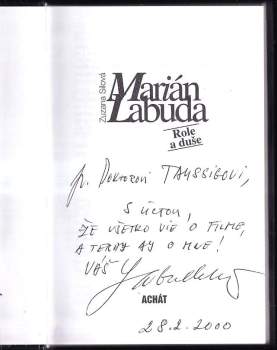 Zuzana Sílová
Marián
Labuda
Role
a duše
p. DOKTOROVI TAUSSIGOVI,
S ÚCTOU,
ŽE VŠETKO VIE O FILME,
A TERAZ AJ O MNE!
VÁŠ Labuda
ACHÁT
28.2.2000